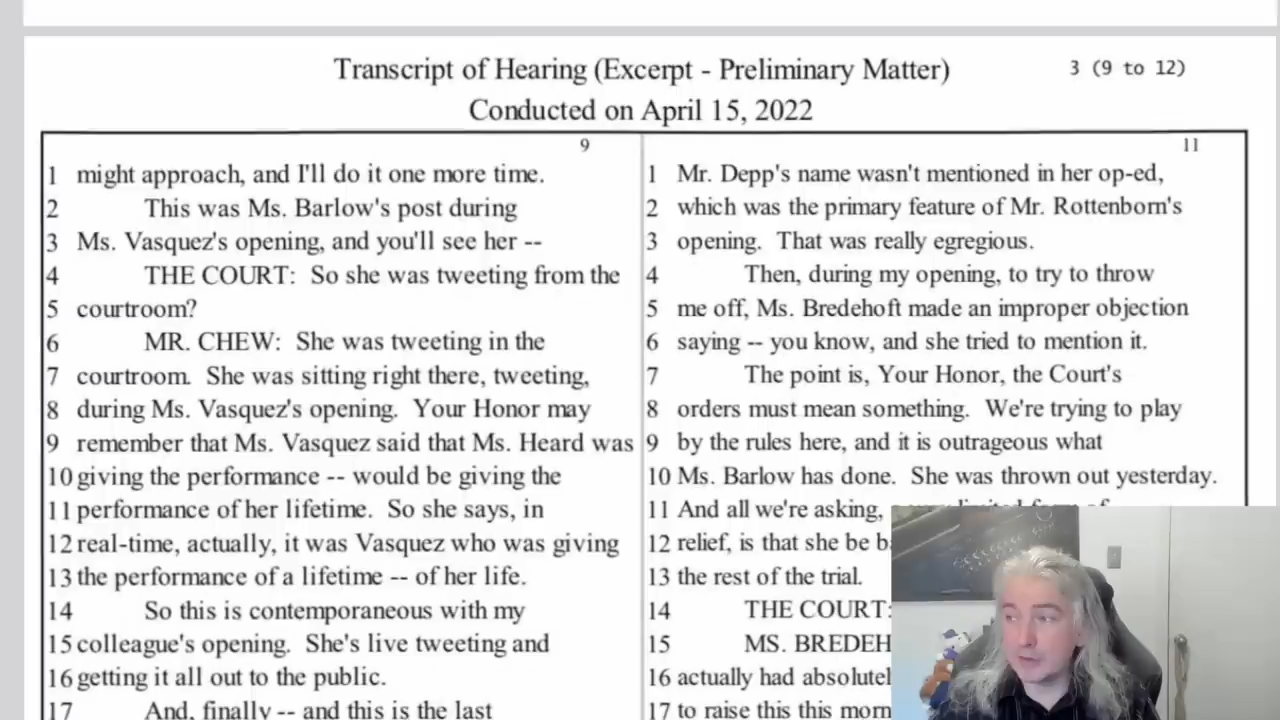 Transcript of Hearing (Excerpt - Preliminary Matter)
3 (9 to 12)
Conducted on April 15, 2022
9
1 might approach, and I'll do it one more time.
2 This was Ms. Barlow's post during
3 Ms. Vasquez's opening, and you'll see her --
4 THE COURT: So she was tweeting from the
5 courtroom?
6 MR. CHEW: She was tweeting in the
7 courtroom. She was sitting right there, tweeting,
8 during Ms. Vasquez's opening. Your Honor may
9 remember that Ms. Vasquez said that Ms. Heard was
10 giving the performance -- would be giving the
11 performance of her lifetime. So she says, in
12 real-time, actually, it was Vasquez who was giving
13 the performance of a lifetime -- of her life.
14 So this is contemporaneous with my
15 colleague's opening. She's live tweeting and
16 getting it all out to the public.
17 And, finally -- and this is the last
11
1 Mr. Depp's name wasn't mentioned in her op-ed,
2 which was the primary feature of Mr. Rottenborn's
3 opening. That was really egregious.
4 Then, during my opening, to try to throw
5 me off, Ms. Bredehoft made an improper objection
6 saying -- you know, and she tried to mention it.
7 The point is, Your Honor, the Court's
8 orders must mean something. We're trying to play
9 by the rules here, and it is outrageous what
10 Ms. Barlow has done. She was thrown out yesterday.
11 And all we're asking,
12 relief, is that she be
13 the rest of the trial.
14 THE COURT:
15 MS. BREDEH
16 actually had absolutel
17 to raise this this morn